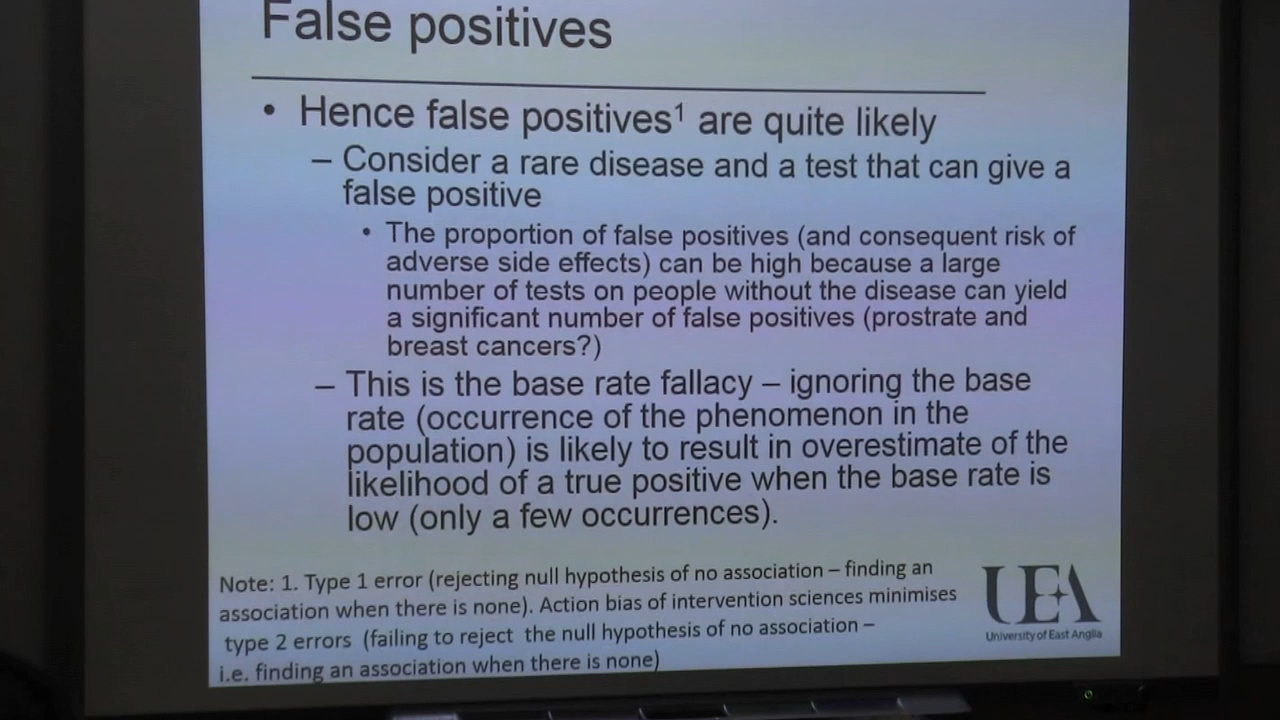 False positives
• Hence false positives¹ are quite likely
– Consider a rare disease and a test that can give a
false positive
• The proportion of false positives (and consequent risk of
adverse side effects) can be high because a large
number of tests on people without the disease can yield
a significant number of false positives (prostrate and
breast cancers?)
– This is the base rate fallacy – ignoring the base
rate (occurrence of the phenomenon in the
population) is likely to result in overestimate of the
likelihood of a true positive when the base rate is
low (only a few occurrences).
Note: 1. Type 1 error (rejecting null hypothesis of no association – finding an
association when there is none). Action bias of intervention sciences minimises
type 2 errors (failing to reject the null hypothesis of no association –
i.e. finding an association when there is none)
UEA
University of East Anglia